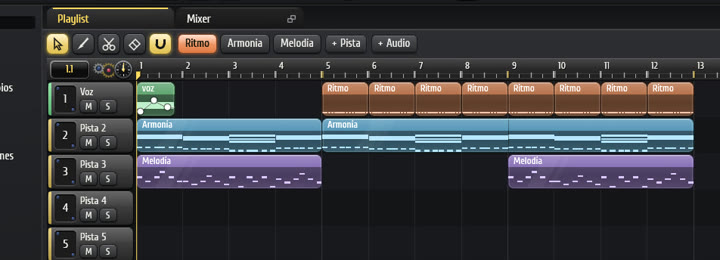 Playlist Mixer
Ritmo Armonia Melodia + Pista + Audio
1.1 1 2 3 4 5 6 7 8 9 10 11 12 13
1 Voz M S voz Ritmo Ritmo Ritmo Ritmo Ritmo Ritmo Ritmo Ritmo
2 Pista 2 M S Armonia Armonia
3 Pista 3 M S Melodia Melodia
4 Pista 4 M S
5 Pista 5 M S